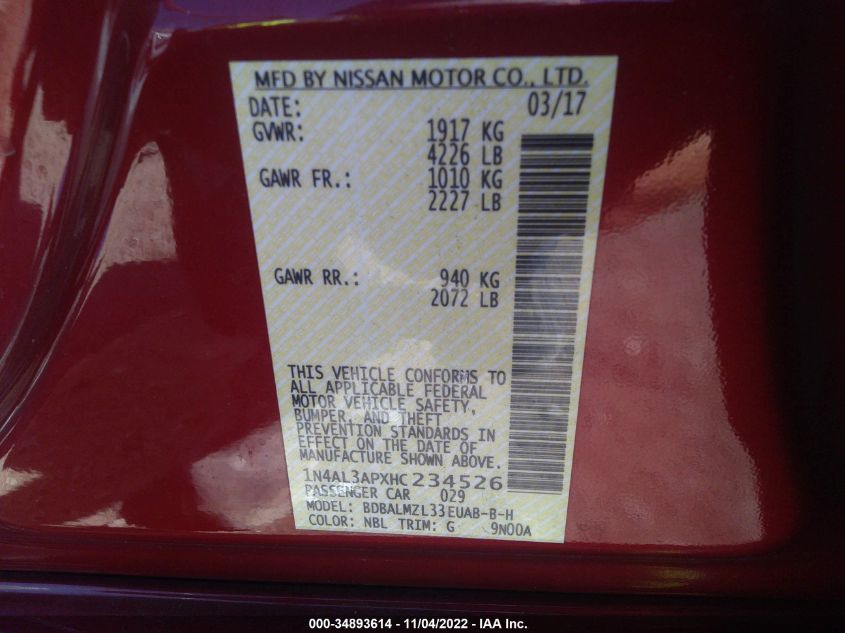 MFD BY NISSAN MOTOR CO., LTD.
DATE: 03/17
GVWR: 1917 KG
4226 LB
GAWR FR.: 1010 KG
2227 LB
GAWR RR.: 940 KG
2072 LB
THIS VEHICLE CONFORMS TO
ALL APPLICABLE FEDERAL
MOTOR VEHICLE SAFETY,
BUMPER, AND THEFT
PREVENTION STANDARDS IN
EFFECT ON THE DATE OF
MANUFACTURE SHOWN ABOVE.
1N4AL3APXHC234526
PASSENGER CAR 029
MODEL: BDBALMZL33EUAB-B-H
COLOR: NBL TRIM: G 9N00A
000-34893614 - 11/04/2022 - IAA Inc.